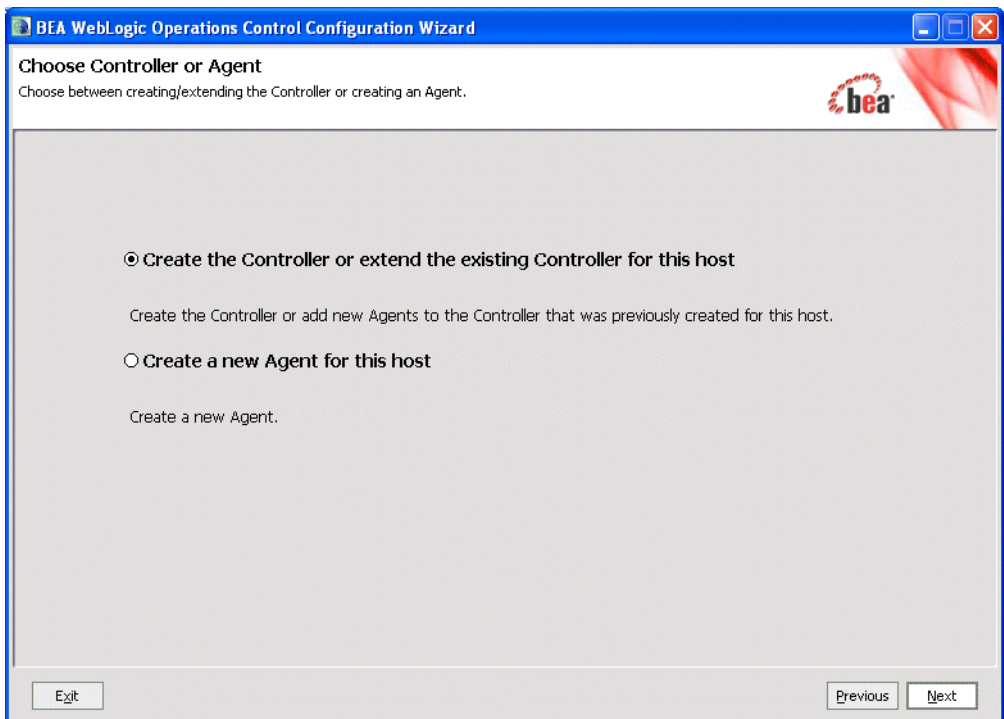 BEA WebLogic Operations Control Configuration Wizard
Choose Controller or Agent
Choose between creating/extending the Controller or creating an Agent.
bea
Create the Controller or extend the existing Controller for this host
Create the Controller or add new Agents to the Controller that was previously created for this host.
Create a new Agent for this host
Create a new Agent.
Exit
Previous
Next